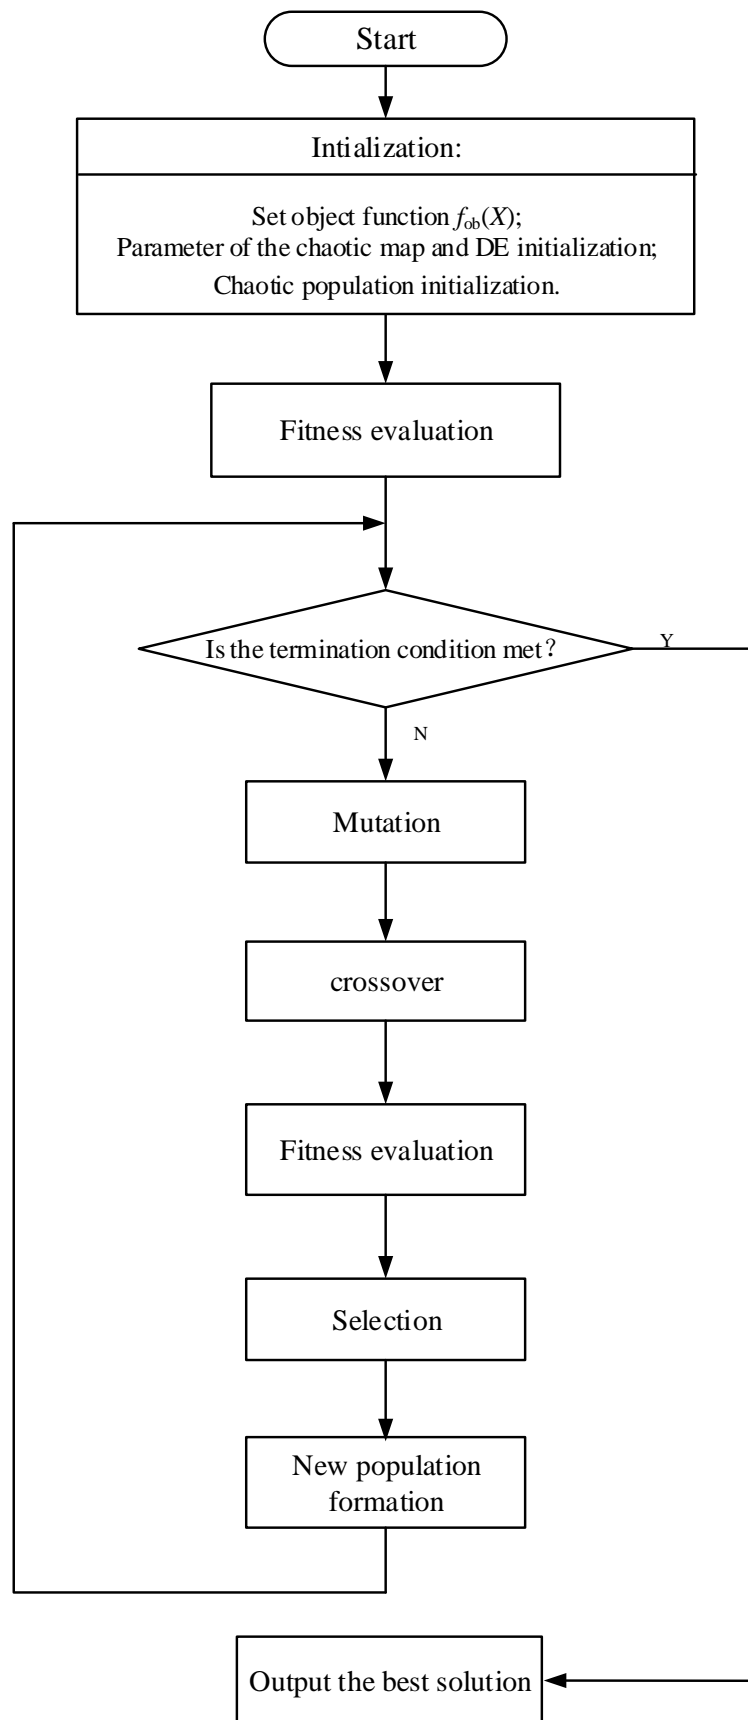 Start
Intialization:
Set object function fob(X);
Parameter of the chaotic map and DE initialization;
Chaotic population initialization.
Fitness evaluation
Is the termination condition met？
Y
N
Mutation
crossover
Fitness evaluation
Selection
New population
formation
Output the best solution